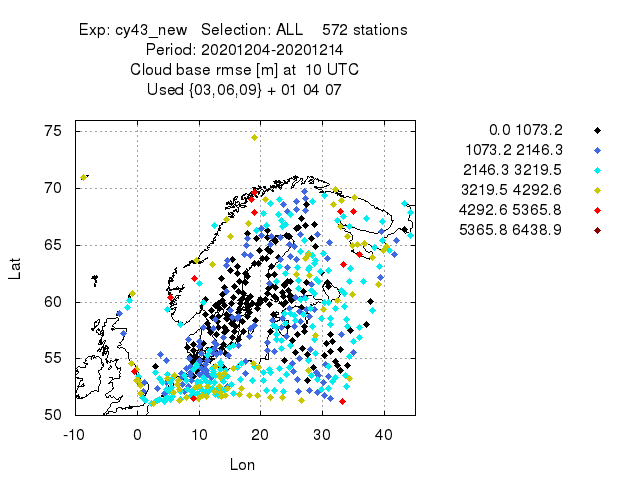 Exp: cy43_new   Selection: ALL    572 stations
Period: 20201204-20201214
Cloud base rmse [m] at  10 UTC
Used {03,06,09} + 01 04 07
0.0 1073.2
1073.2 2146.3
2146.3 3219.5
3219.5 4292.6
4292.6 5365.8
5365.8 6438.9
75
70
65
60
55
50
Lat
-10 0 10 20 30 40
Lon